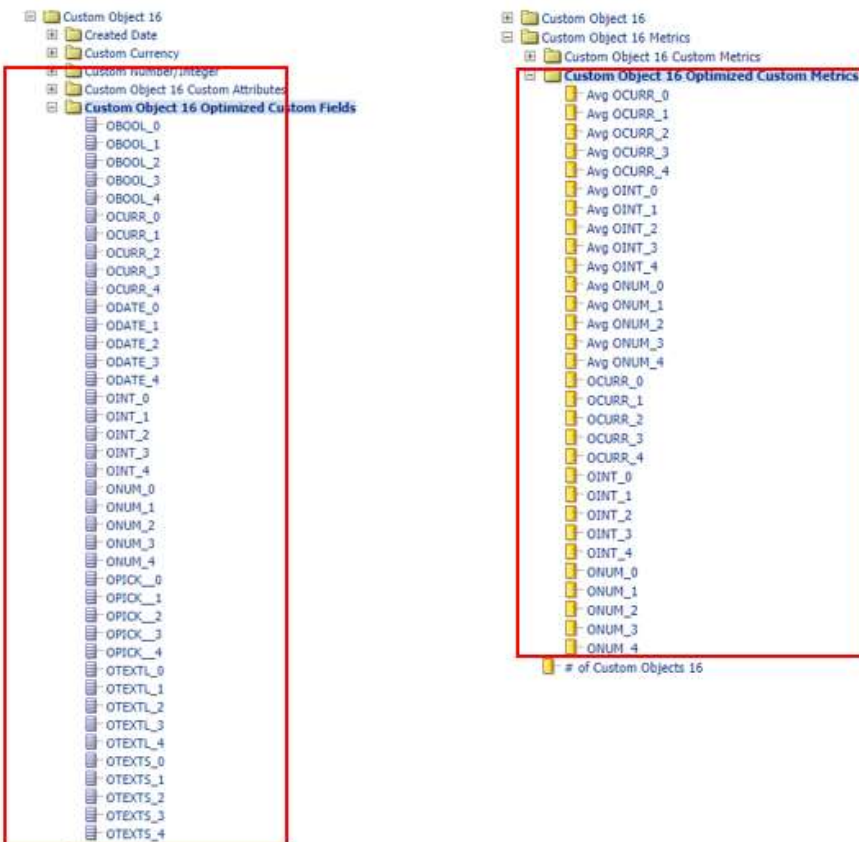 Custom Object 16
Created Date
Custom Currency
Custom Number/Integer
Custom Object 16 Custom Attributes
Custom Object 16 Optimized Custom Fields
OBOOL_0
OBOOL_1
OBOOL_2
OBOOL_3
OBOOL_4
OCURR_0
OCURR_1
OCURR_2
OCURR_3
OCURR_4
ODATE_0
ODATE_1
ODATE_2
ODATE_3
ODATE_4
OINT_0
OINT_1
OINT_2
OINT_3
OINT_4
ONUM_0
ONUM_1
ONUM_2
ONUM_3
ONUM_4
OPICK__0
OPICK__1
OPICK__2
OPICK__3
OPICK__4
OTEXTL_0
OTEXTL_1
OTEXTL_2
OTEXTL_3
OTEXTL_4
OTEXTS_0
OTEXTS_1
OTEXTS_2
OTEXTS_3
OTEXTS_4
Custom Object 16
Custom Object 16 Metrics
Custom Object 16 Custom Metrics
Custom Object 16 Optimized Custom Metrics
Avg OCURR_0
Avg OCURR_1
Avg OCURR_2
Avg OCURR_3
Avg OCURR_4
Avg OINT_0
Avg OINT_1
Avg OINT_2
Avg OINT_3
Avg OINT_4
Avg ONUM_0
Avg ONUM_1
Avg ONUM_2
Avg ONUM_3
Avg ONUM_4
OCURR_0
OCURR_1
OCURR_2
OCURR_3
OCURR_4
OINT_0
OINT_1
OINT_2
OINT_3
OINT_4
ONUM_0
ONUM_1
ONUM_2
ONUM_3
ONUM_4
# of Custom Objects 16